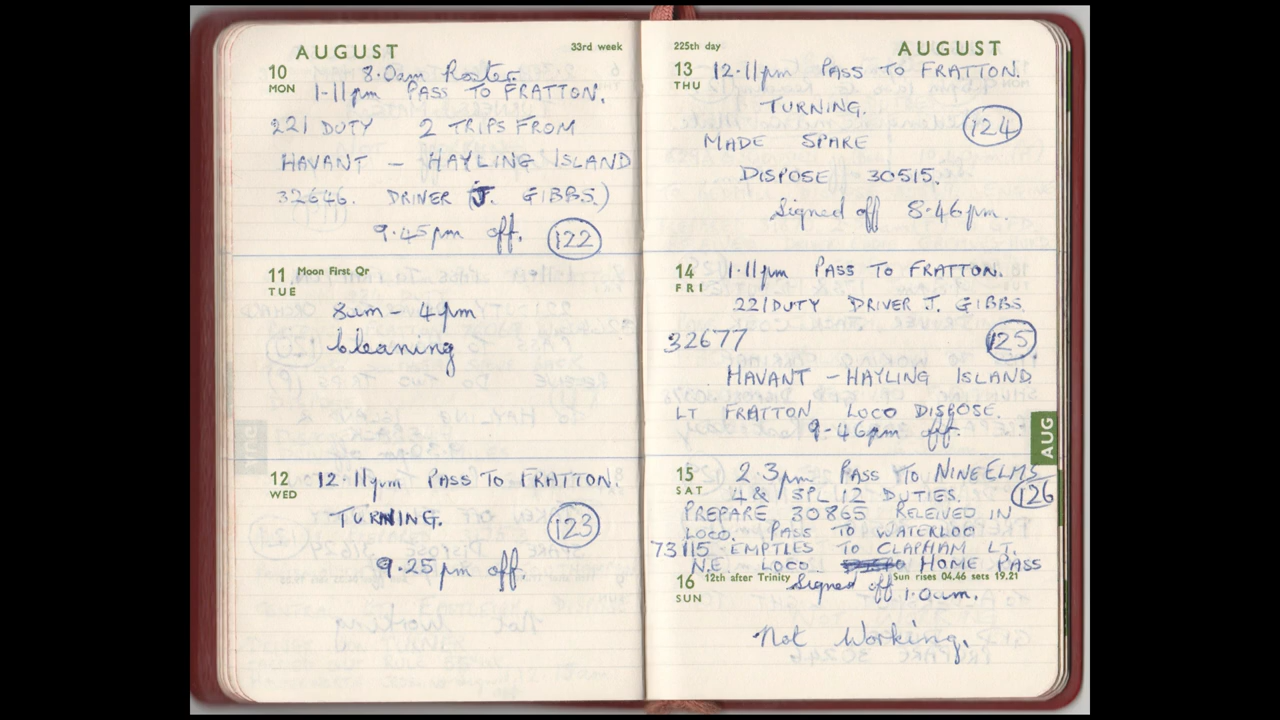 AUGUST 33rd week
10 MON 8.0am Roster.
1-11pm PASS TO FRATTON.
221 DUTY 2 TRIPS FROM
HAVANT - HAYLING ISLAND
32646. DRIVER (J. GIBBS.)
9.45pm off. 122
11 TUE Moon First Qr
8am - 4pm
cleaning
12 WED 12-11pm PASS TO FRATTON.
TURNING. 123
9.25pm off
225th day AUGUST
13 THU 12.11pm PASS TO FRATTON.
TURNING.
124
MADE SPARE
DISPOSE 30515.
Signed off 8.46pm.
14 FRI 1.11pm PASS TO FRATTON.
221DUTY DRIVER J. GIBBS.
32677 125
HAVANT - HAYLING ISLAND
LT FRATTON LOCO DISPOSE.
9-46pm off.
AUG
15 SAT 2.3pm PASS TO NINE ELMS
4 & SPL 12 DUTIES. 126
PREPARE 30865 RELEIVED IN
LOCO. PASS TO WATERLOO
73115 EMPTIES TO CLAPHAM LT.
N.E. LOCO HOME PASS
16 SUN 12th after Trinity Sun rises 04.46 sets 19.21
Signed off 1.0am.
Not Working.